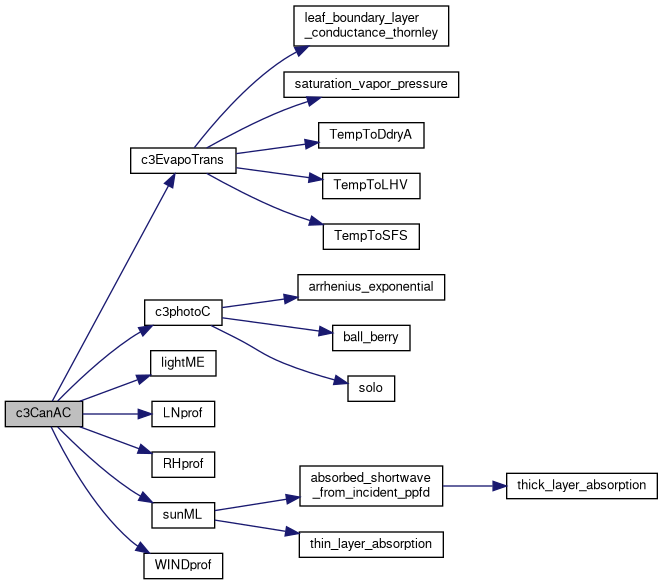 leaf_boundary_layer
_conductance_thornley
saturation_vapor_pressure
TempToDdryA
c3EvapoTrans
TempToLHV
TempToSFS
arrhenius_exponential
c3photoC
ball_berry
lightME
solo
c3CanAC
LNprof
RHprof
absorbed_shortwave
_from_incident_ppfd
thick_layer_absorption
sunML
thin_layer_absorption
WINDprof